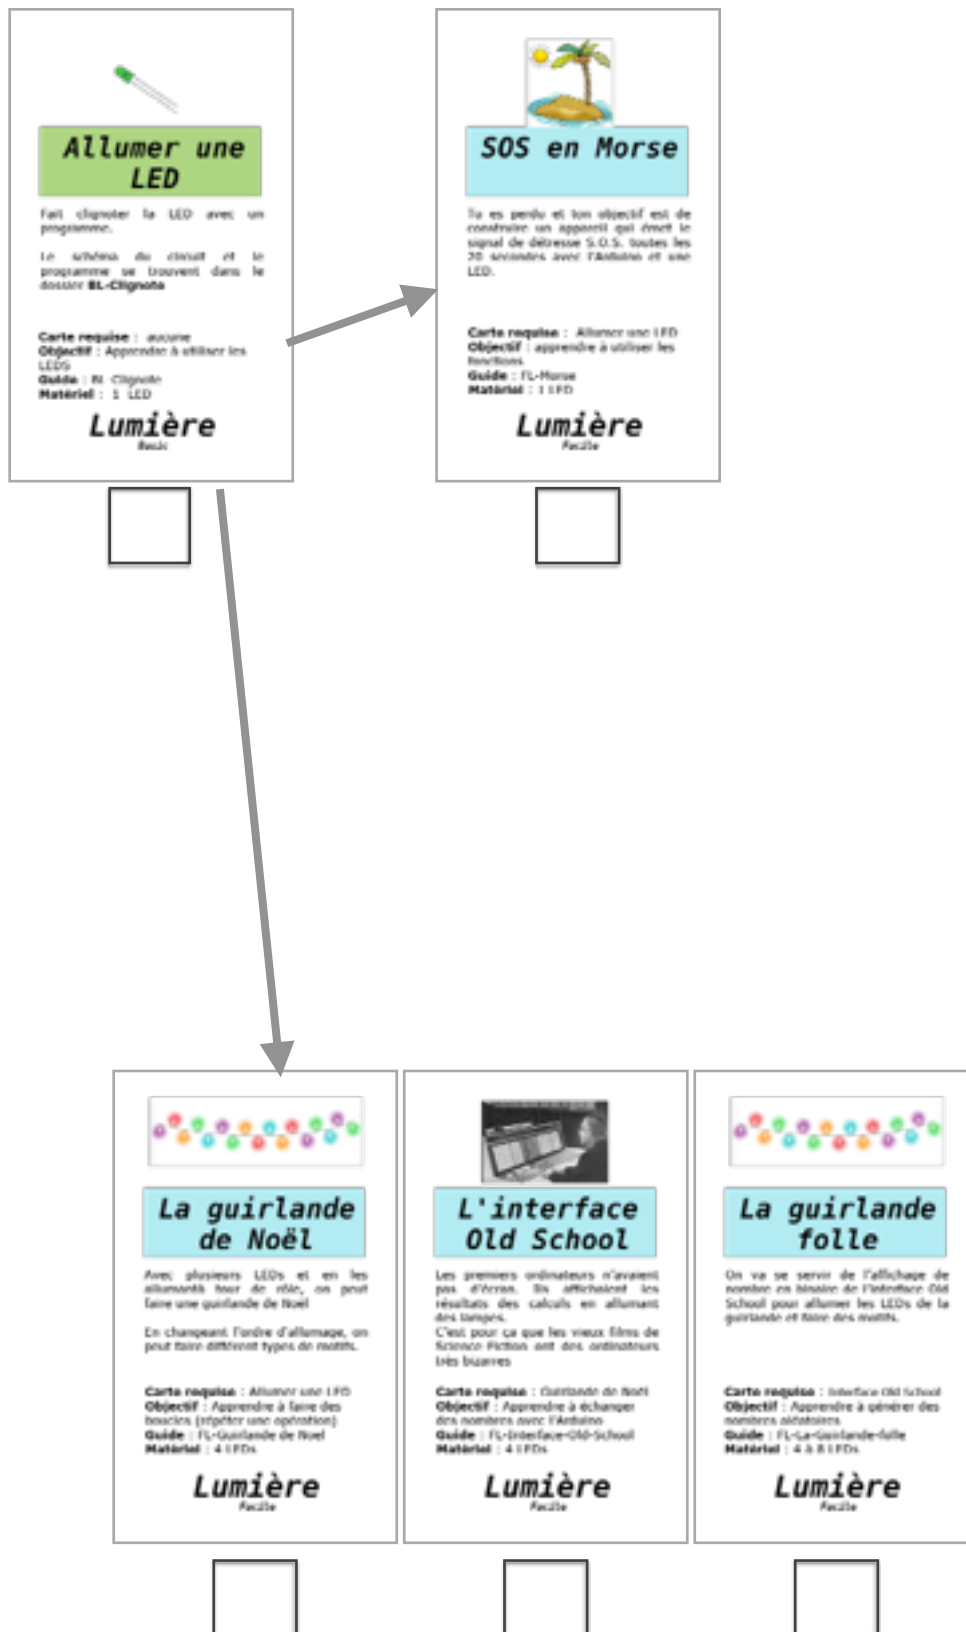 Allumer une
LED
Fait clignoter la LED avec un
programme.
Le schéma du circuit et le
programme se trouvent dans le
dossier BL-Clignote
Carte requise : aucune
Objectif : Apprendre à utiliser les
LEDS
Guide : BL-Clignote
Matériel : 1 LED
Lumière
Basic
SOS en Morse
Tu es perdu et ton objectif est de
construire un appareil qui émet le
signal de détresse S.O.S. toutes les
20 secondes avec l'Arduino et une
LED.
Carte requise : Allumer une LED
Objectif : apprendre à utiliser les
fonctions
Guide : FL-Morse
Matériel : 1 LED
Lumière
Facile
La guirlande
de Noël
Avec plusieurs LEDs et en les
allumants tour de rôle, on peut
faire une guirlande de Noël
En changeant l'ordre d'allumage, on
peut faire différent types de motifs.
Carte requise : Allumer une LED
Objectif : Apprendre à faire des
boucles (répéter une opération)
Guide : FL-Guirlande de Noel
Matériel : 4 LEDs
Lumière
Facile
L'interface
Old School
Les premiers ordinateurs n'avaient
pas d'écran. Ils affichaient les
résultats des calculs en allumant
des lampes.
C'est pour ça que les vieux films de
Science Fiction ont des ordinateurs
très bizarres
Carte requise : Guirlande de Noël
Objectif : Apprendre à échanger
des nombres avec l'Arduino
Guide : FL-Interface-Old-School
Matériel : 4 LEDs
Lumière
Facile
La guirlande
folle
On va se servir de l'affichage de
nombre en binaire de l'interface Old
School pour allumer les LEDs de la
guirlande et faire des motifs.
Carte requise : Interface Old School
Objectif : Apprendre à générer des
nombres aléatoires
Guide : FL-La-Guirlande-folle
Matériel : 4 à 8 LEDs
Lumière
Facile